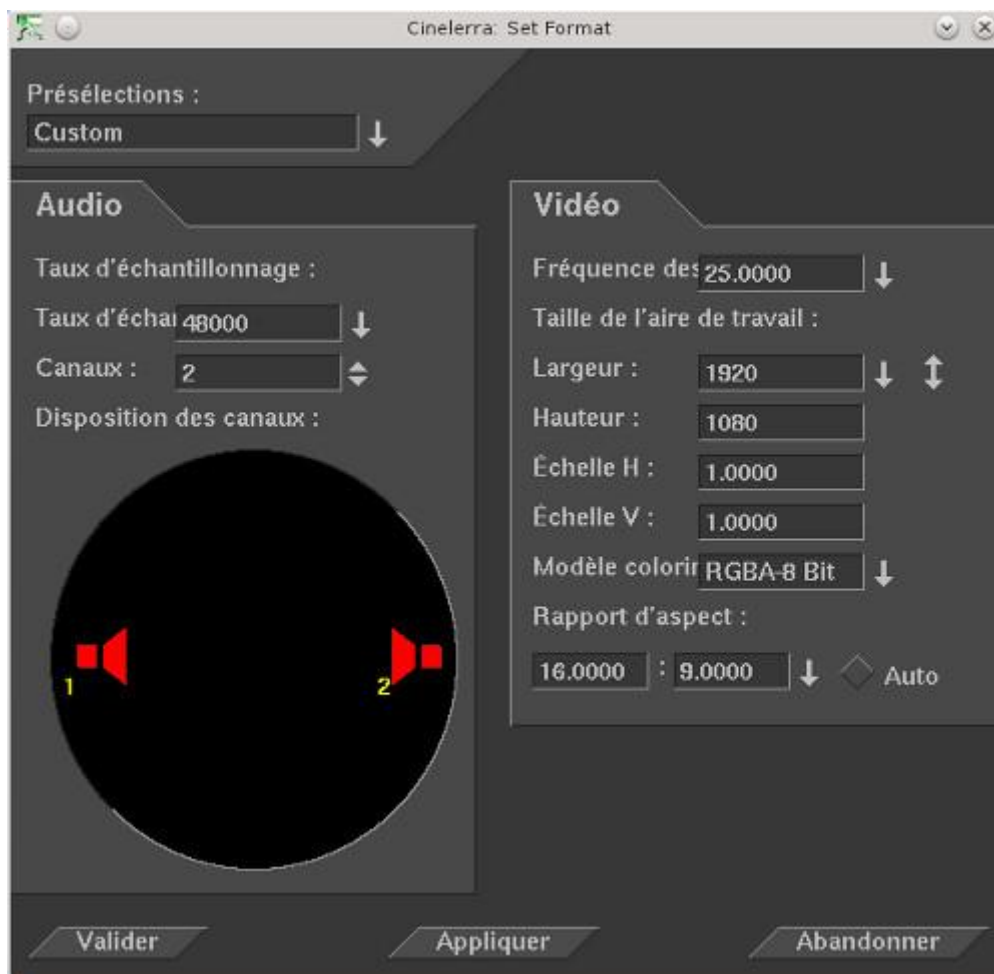 Cinelerra: Set Format
Présélections :
Custom
Audio
Taux d'échantillonnage :
Taux d'échai 48000
Canaux : 2
Disposition des canaux :
1
2
Vidéo
Fréquence des 25.0000
Taille de l'aire de travail :
Largeur : 1920
Hauteur : 1080
Échelle H : 1.0000
Échelle V : 1.0000
Modèle colorir RGBA-8 Bit
Rapport d'aspect :
16.0000 : 9.0000 Auto
Valider
Appliquer
Abandonner